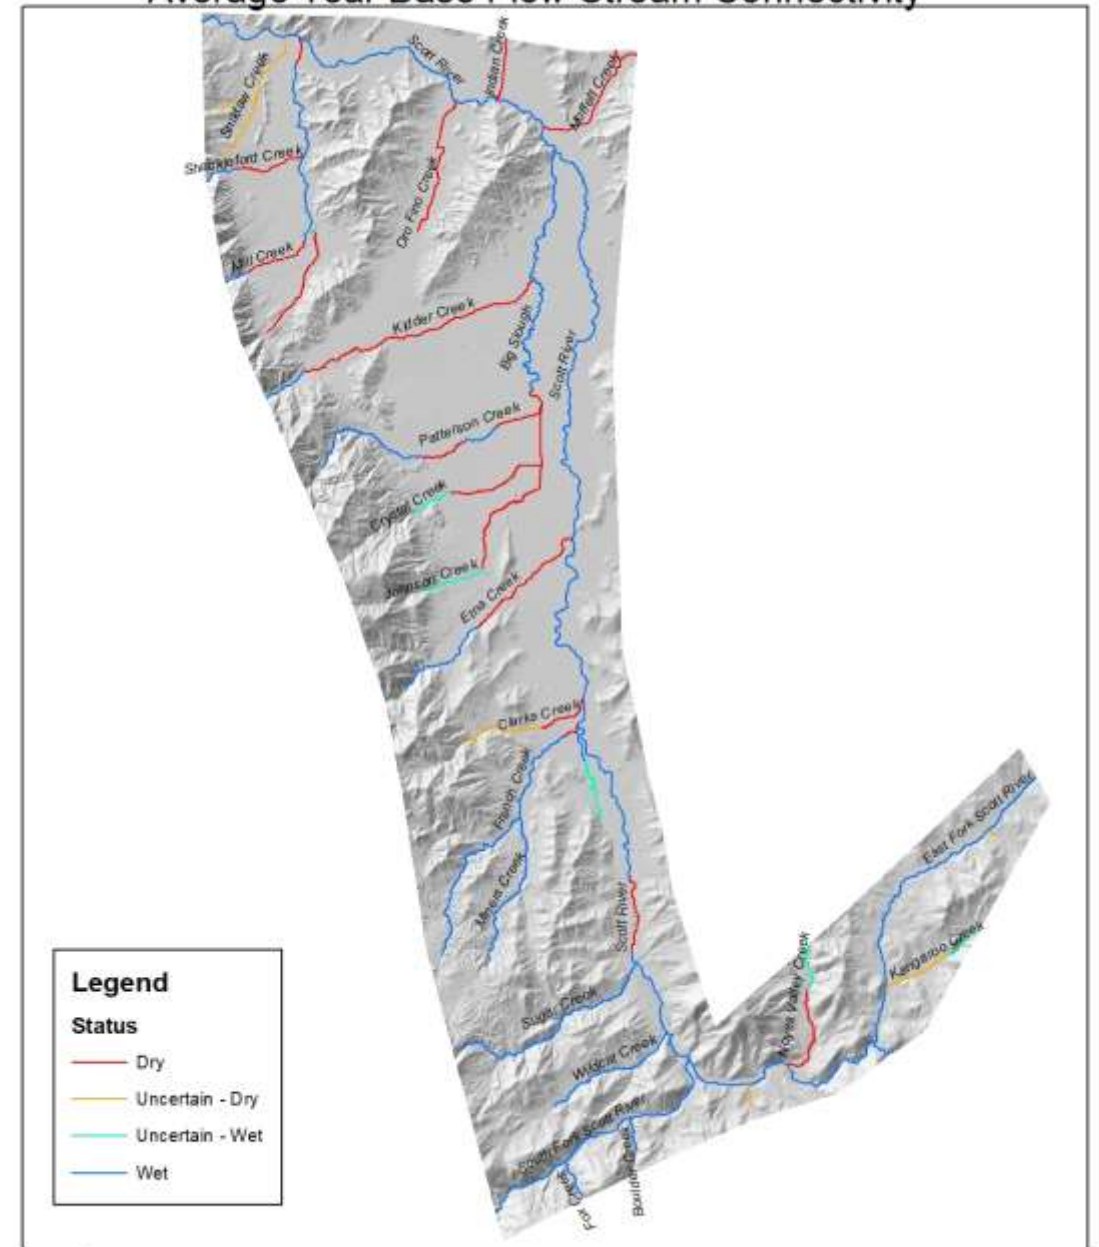 Average Year Base Flow Stream Connectivity
Indian Creek
Scott River
Moffett Creek
Sniktaw Creek
Shackleford Creek
Oro Fino Creek
Mill Creek
Kidder Creek
Big Slough
Scott River
Patterson Creek
Crystal Creek
Johnson Creek
Etna Creek
Clarks Creek
French Creek
East Fork Scott River
Miners Creek
Scott River
Kangaroo Creek
Noyes Valley Creek
Sugar Creek
Wildcat Creek
South Fork Scott River
Boulder Creek
Fox Creek
Legend
Status
Dry
Uncertain - Dry
Uncertain - Wet
Wet